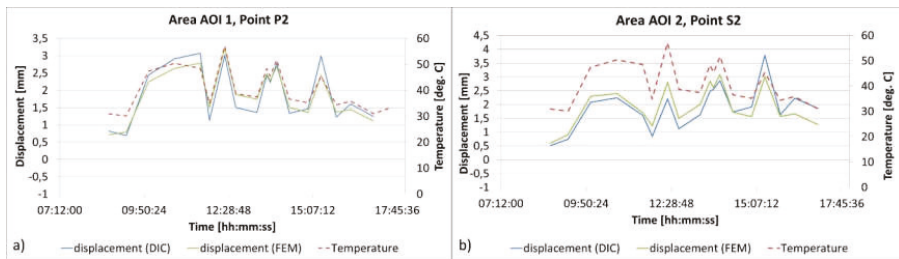 Area AOI 1, Point P2
Displacement [mm]
3,5
3
2,5
2
1,5
1
0,5
0
-0,5
-1
60
50
40
30
20
10
0
Temperature [deg. C]
07:12:00 09:50:24 12:28:48 15:07:12 17:45:36
Time [hh:mm:ss]
a)
displacement (DIC) displacement (FEM) Temperature
Area AOI 2, Point S2
Displacement [mm]
4,5
4
3,5
3
2,5
2
1,5
1
0,5
0
-0,5
-1
60
50
40
30
20
10
0
Temperature [deg. C]
07:12:00 09:50:24 12:28:48 15:07:12 17:45:36
Time [hh:mm:ss]
b)
displacement (DIC) displacement (FEM) Temperature